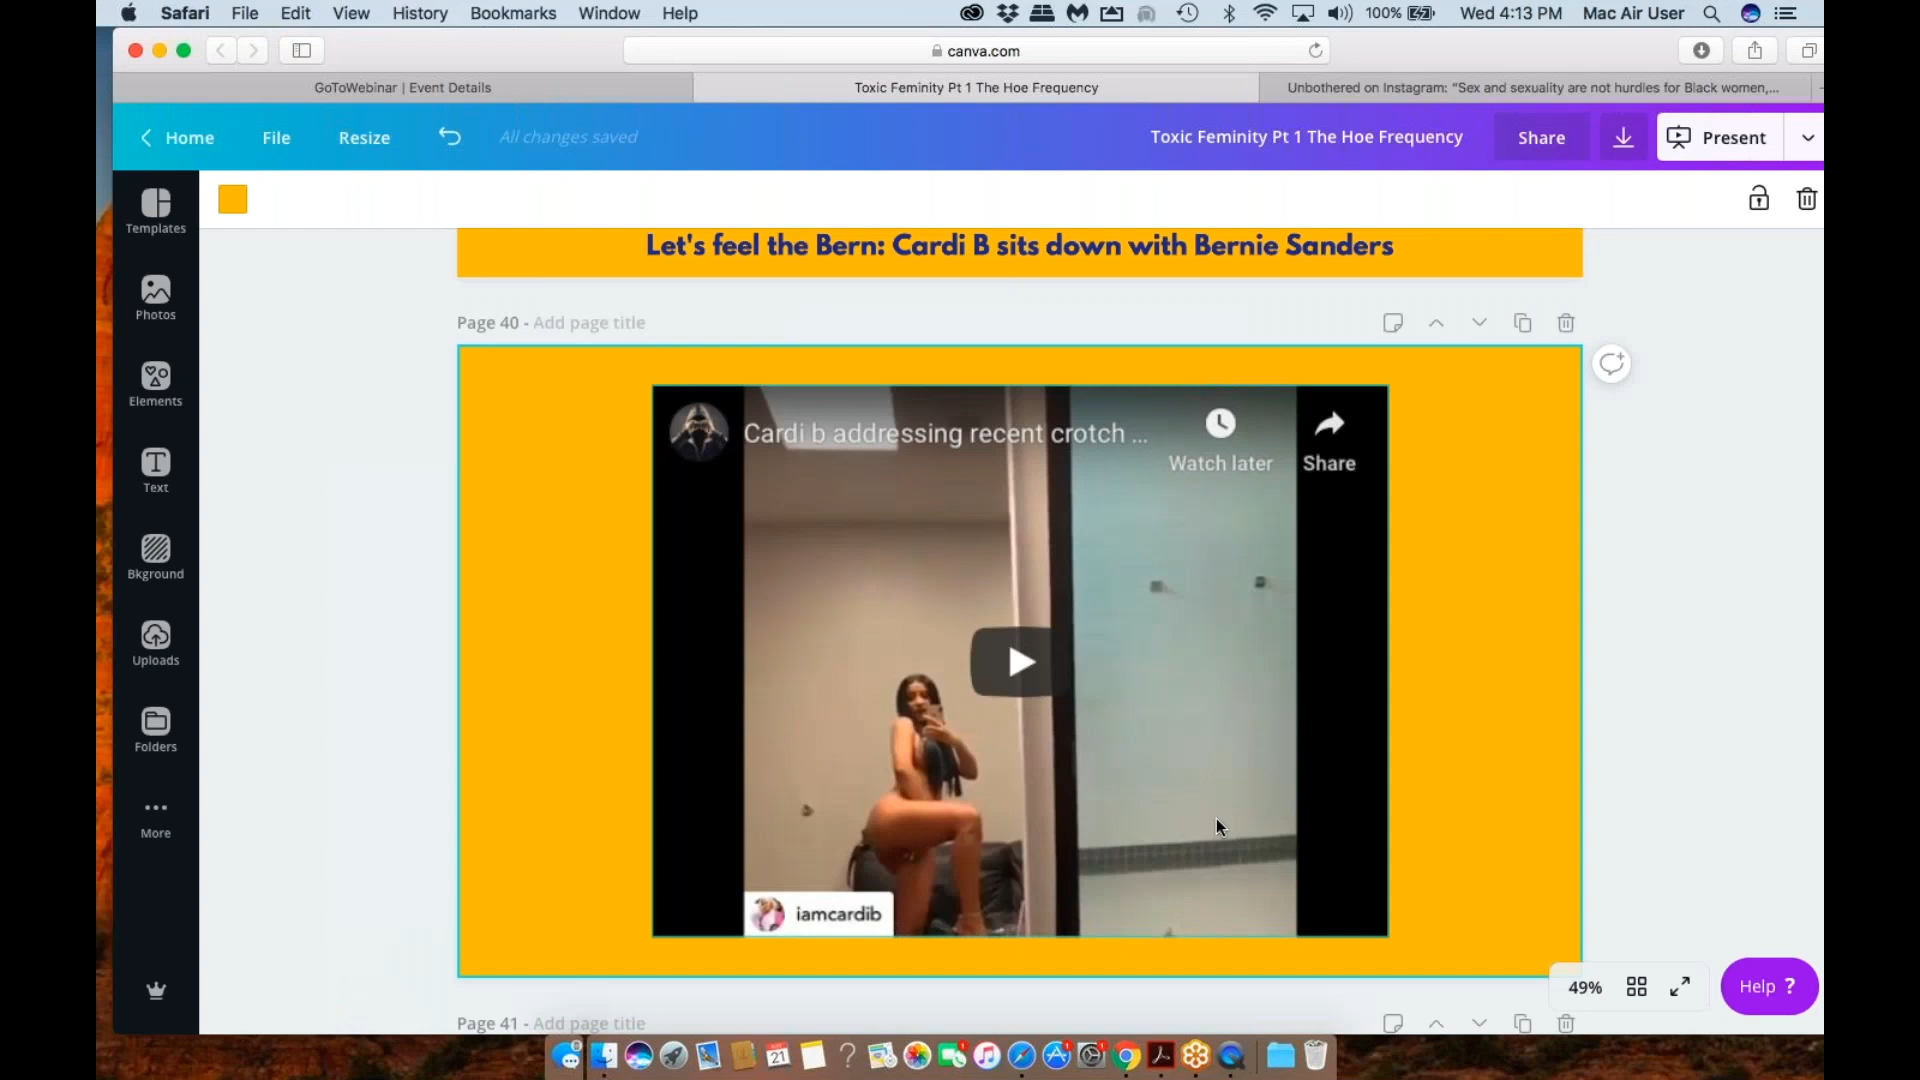 Safari File Edit View History Bookmarks Window Help 100% Wed 4:13 PM Mac Air User
canva.com
GoToWebinar | Event Details
Toxic Feminity Pt 1 The Hoe Frequency
Unbothered on Instagram: “Sex and sexuality are not hurdles for Black women,...
Home File Resize All changes saved Toxic Feminity Pt 1 The Hoe Frequency Share Present
Templates
Photos
Elements
Text
Bkground
Uploads
Folders
More
Let's feel the Bern: Cardi B sits down with Bernie Sanders
Page 40 - Add page title
Cardi b addressing recent crotch ...
Watch later
Share
iamcardib
49%
Help ?
Page 41 - Add page title
21